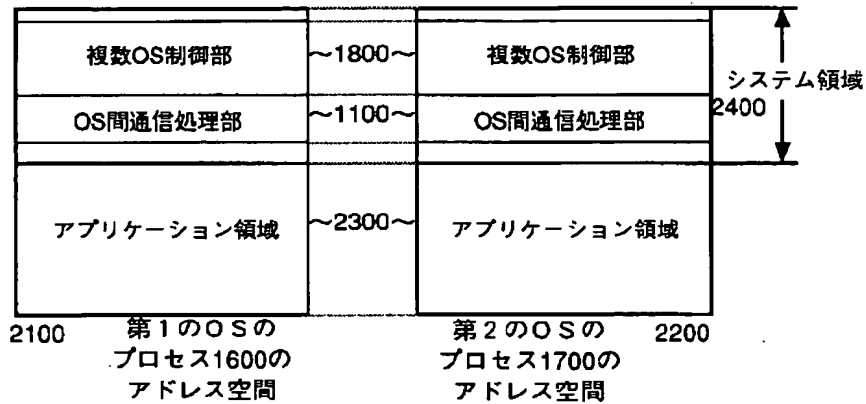 複数OS制御部 ～1800～ 複数OS制御部
システム領域
2400
OS間通信処理部 ～1100～ OS間通信処理部
アプリケーション領域 ～2300～ アプリケーション領域
2100 第1のOSの 第2のOSの 2200
プロセス1600の プロセス1700の
アドレス空間 アドレス空間